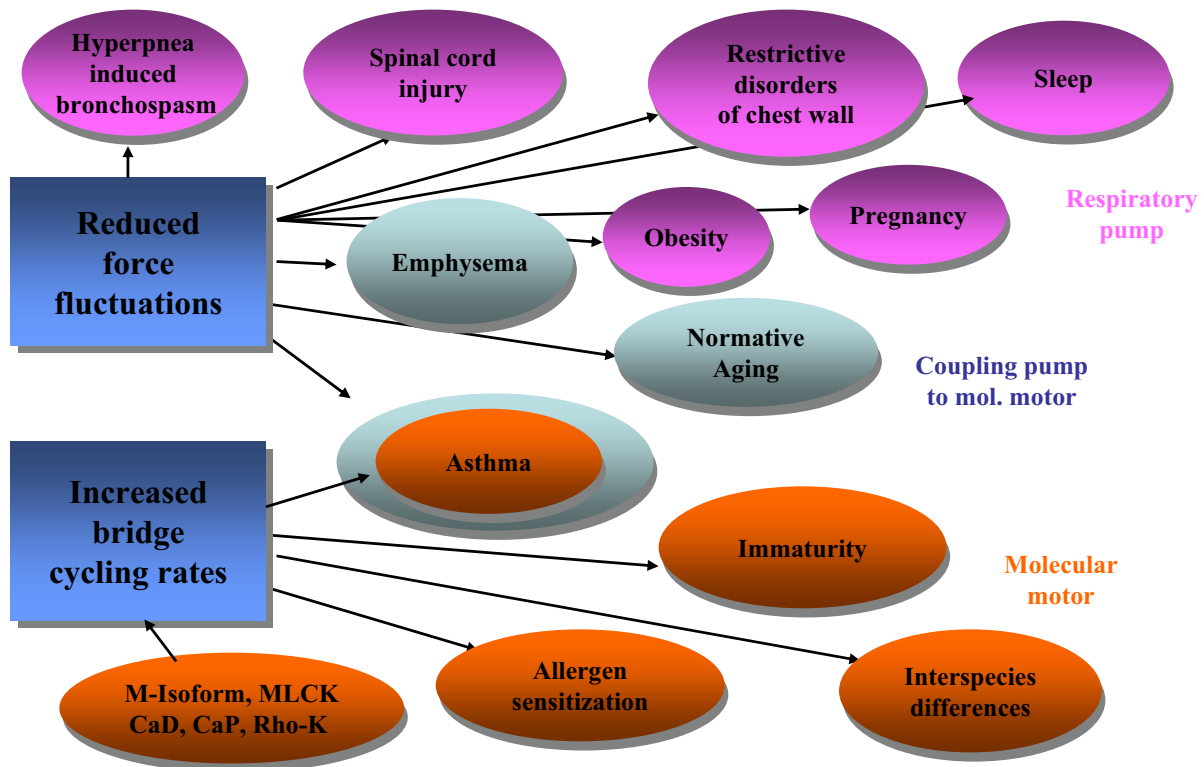 Hyperpnea
induced
bronchospasm
Spinal cord
injury
Restrictive
disorders
of chest wall
Sleep
Reduced
force
fluctuations
Emphysema
Obesity
Pregnancy
Respiratory
pump
Normative
Aging
Coupling pump
to mol. motor
Asthma
Increased
bridge
cycling rates
Immaturity
Molecular
motor
M-Isoform, MLCK
CaD, CaP, Rho-K
Allergen
sensitization
Interspecies
differences